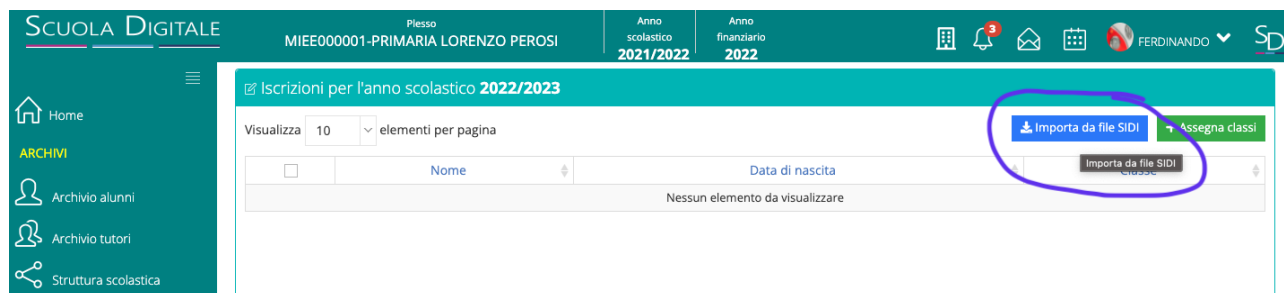 SCUOLA DIGITALE
Plesso
MIEE000001-PRIMARIA LORENZO PEROSI
Anno
scolastico
2021/2022
Anno
finanziario
2022
3
FERDINANDO
SD
Home
ARCHIVI
Archivio alunni
Archivio tutori
Struttura scolastica
Iscrizioni per l'anno scolastico 2022/2023
Visualizza 10 elementi per pagina
Importa da file SIDI
Assegna classi
Importa da file SIDI
Nome
Data di nascita
Classe
Nessun elemento da visualizzare